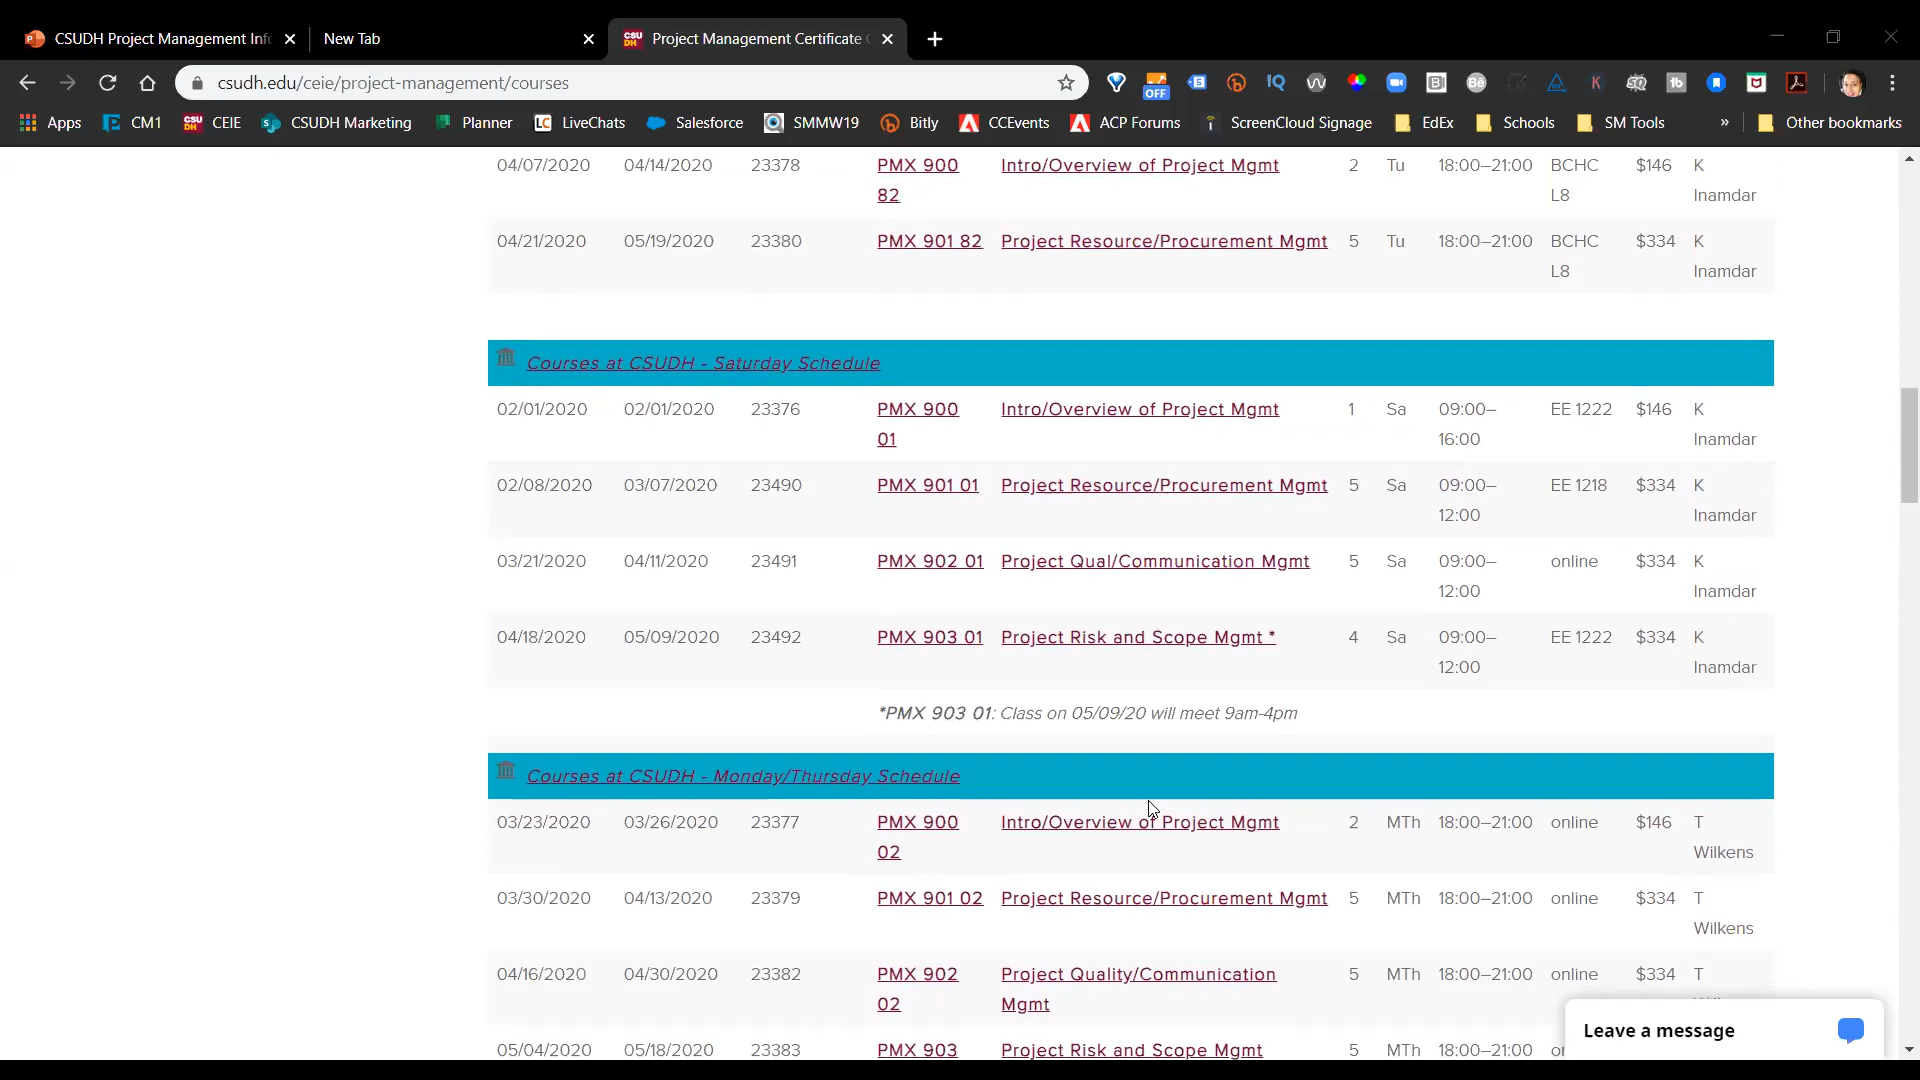 CSUDH Project Management Info
New Tab
CSU DH Project Management Certificate
csudh.edu/ceie/project-management/courses
OFF
Apps CM1 CEIE CSUDH Marketing Planner LiveChats Salesforce SMMW19 Bitly CCEvents ACP Forums ScreenCloud Signage EdEx Schools SM Tools » Other bookmarks
04/07/2020 04/14/2020 23378 PMX 900 Intro/Overview of Project Mgmt 2 Tu 18:00–21:00 BCHC $146 K
82 L8 Inamdar
04/21/2020 05/19/2020 23380 PMX 901 82 Project Resource/Procurement Mgmt 5 Tu 18:00–21:00 BCHC $334 K
L8 Inamdar
Courses at CSUDH - Saturday Schedule
02/01/2020 02/01/2020 23376 PMX 900 Intro/Overview of Project Mgmt 1 Sa 09:00– EE 1222 $146 K
01 16:00 Inamdar
02/08/2020 03/07/2020 23490 PMX 901 01 Project Resource/Procurement Mgmt 5 Sa 09:00– EE 1218 $334 K
12:00 Inamdar
03/21/2020 04/11/2020 23491 PMX 902 01 Project Qual/Communication Mgmt 5 Sa 09:00– online $334 K
12:00 Inamdar
04/18/2020 05/09/2020 23492 PMX 903 01 Project Risk and Scope Mgmt * 4 Sa 09:00– EE 1222 $334 K
12:00 Inamdar
*PMX 903 01: Class on 05/09/20 will meet 9am-4pm
Courses at CSUDH - Monday/Thursday Schedule
03/23/2020 03/26/2020 23377 PMX 900 Intro/Overview of Project Mgmt 2 MTh 18:00–21:00 online $146 T
02 Wilkens
03/30/2020 04/13/2020 23379 PMX 901 02 Project Resource/Procurement Mgmt 5 MTh 18:00–21:00 online $334 T
Wilkens
04/16/2020 04/30/2020 23382 PMX 902 Project Quality/Communication 5 MTh 18:00–21:00 online $334 T
02 Mgmt
05/04/2020 05/18/2020 23383 PMX 903 Project Risk and Scope Mgmt 5 MTh 18:00–21:00
Leave a message